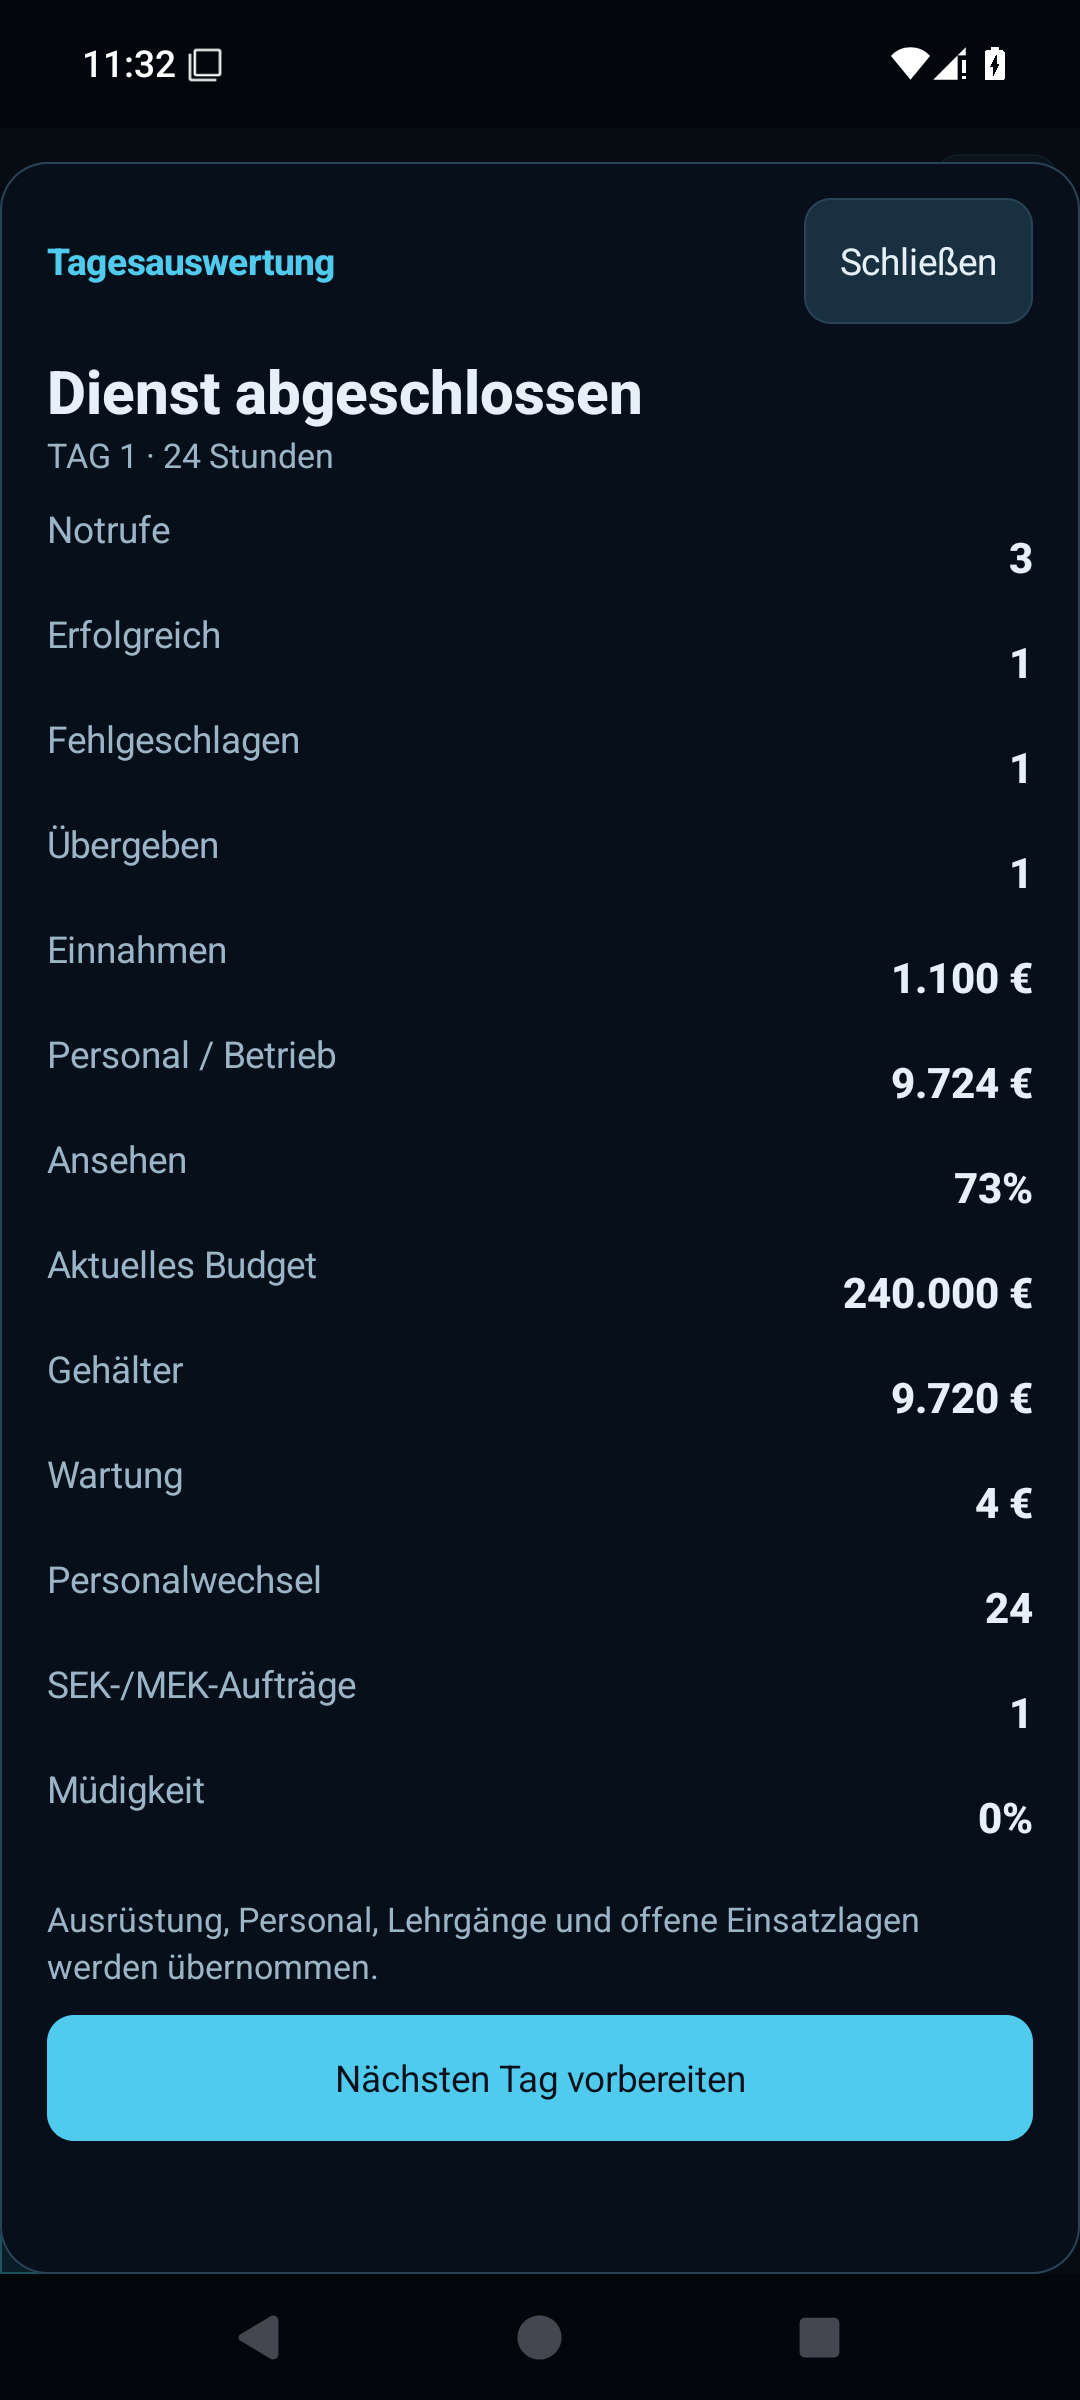 11:32
Tagesauswertung
Schließen
Dienst abgeschlossen
TAG 1 · 24 Stunden
Notrufe
3
Erfolgreich
1
Fehlgeschlagen
1
Übergeben
1
Einnahmen
1.100 €
Personal / Betrieb
9.724 €
Ansehen
73%
Aktuelles Budget
240.000 €
Gehälter
9.720 €
Wartung
4 €
Personalwechsel
24
SEK-/MEK-Aufträge
1
Müdigkeit
0%
Ausrüstung, Personal, Lehrgänge und offene Einsatzlagen
werden übernommen.
Nächsten Tag vorbereiten